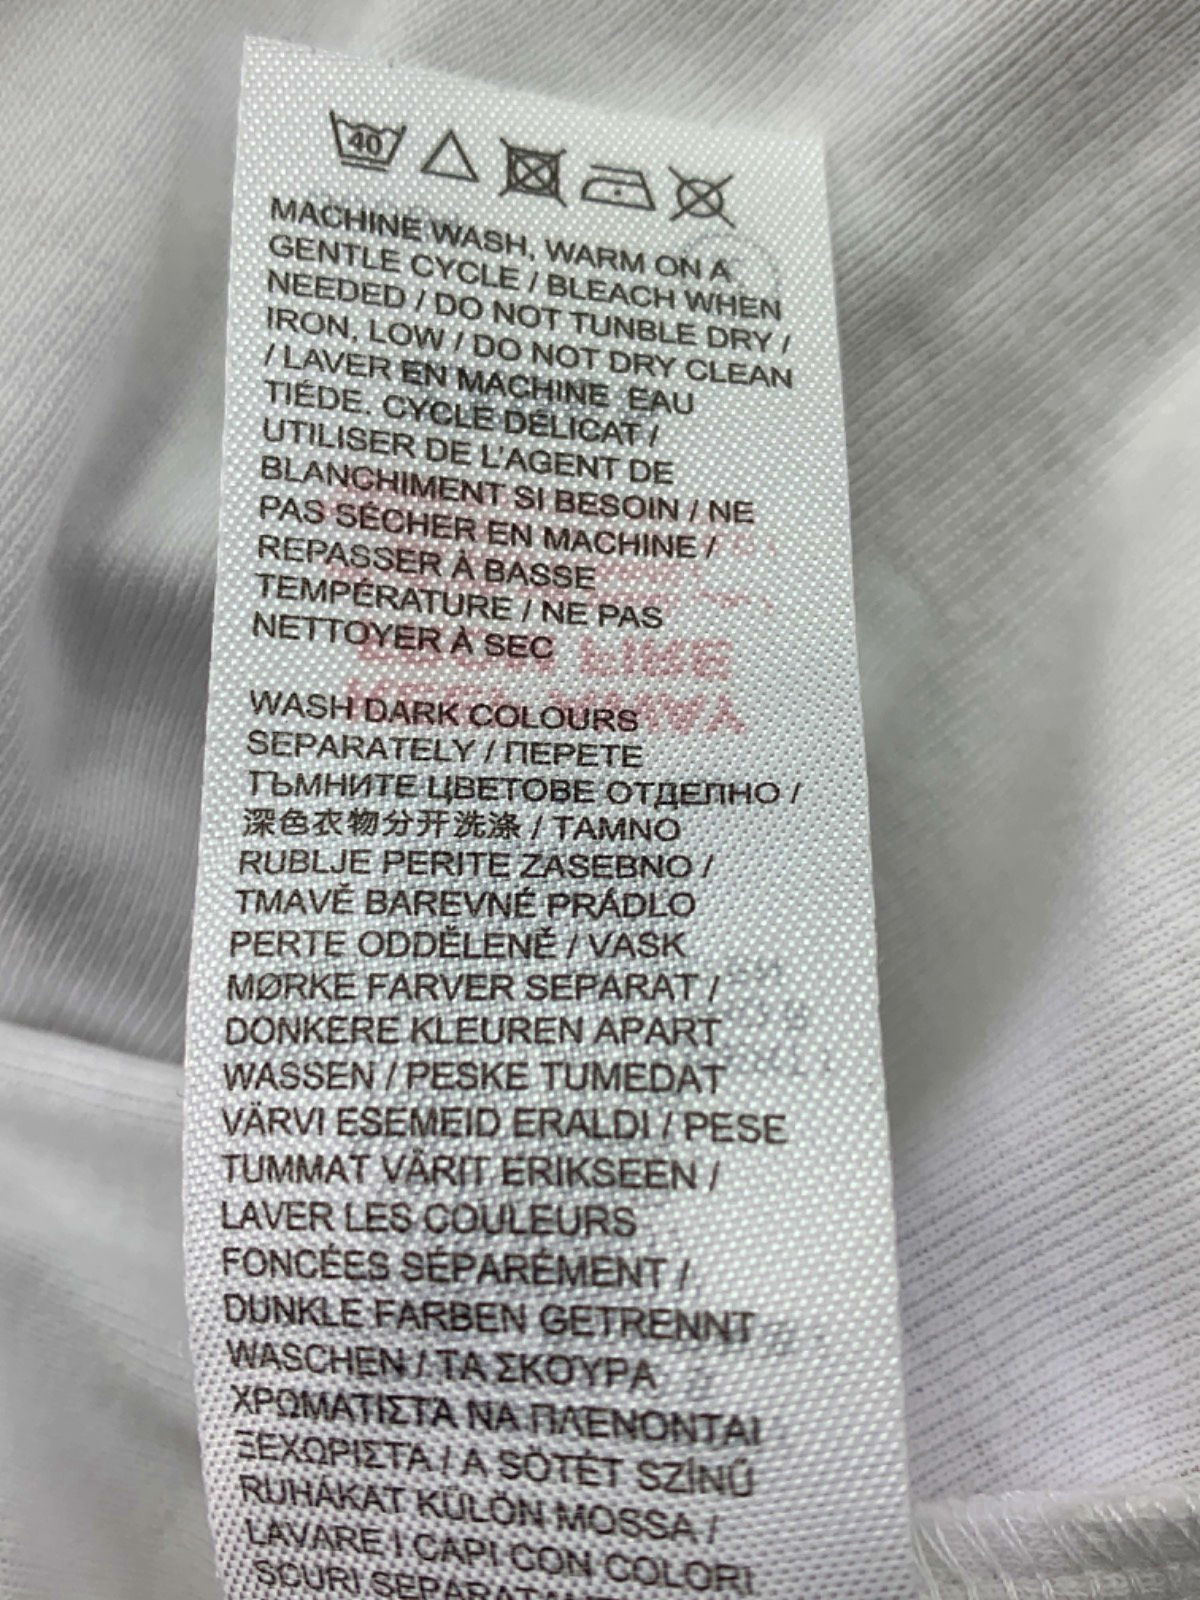 40
MACHINE WASH, WARM ON A
GENTLE CYCLE / BLEACH WHEN
NEEDED / DO NOT TUNBLE DRY /
IRON, LOW / DO NOT DRY CLEAN
/ LAVER EN MACHINE EAU
TIÉDE. CYCLE DÉLICAT /
UTILISER DE L'AGENT DE
BLANCHIMENT SI BESOIN / NE
PAS SÉCHER EN MACHINE /
REPASSER À BASSE
TEMPÉRATURE / NE PAS
NETTOYER À SEC
WASH DARK COLOURS
SEPARATELY / ПЕРЕТЕ
ТЪМНИТЕ ЦВЕТОВЕ ОТДЕЛНО /
深色衣物分开洗涤 / TAMNO
RUBLJE PERITE ZASEBNO /
TMAVÉ BAREVNÉ PRÁDLO
PERTE ODDĚLENĚ / VASK
MØRKE FARVER SEPARAT /
DONKERE KLEUREN APART
WASSEN / PESKE TUMEDAT
VÄRVI ESEMEID ERALDI / PESE
TUMMAT VÄRIT ERIKSEEN /
LAVER LES COULEURS
FONCÉES SÉPARÉMENT /
DUNKLE FARBEN GETRENNT
WASCHEN / ΤΑ ΣΚΟΥΡΑ
ΧΡΩΜΑΤΙΣΤΑ ΝΑ ΠΛΕΝΟΝΤΑΙ
ΞΕΧΩΡΙΣΤΑ / A SÖTÉT SZÍNŰ
RUHÁKAT KÜLÖN MOSSA /
LAVARE I CAPI CON COLORI
SCURI